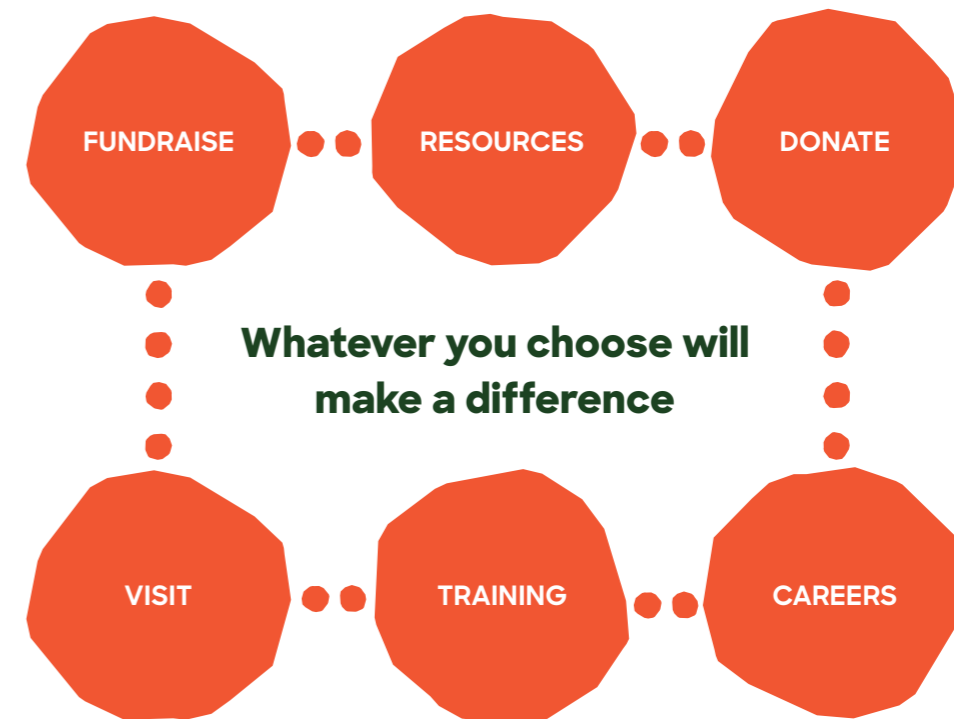 FUNDRAISE
RESOURCES
DONATE
Whatever you choose will
make a difference
VISIT
TRAINING
CAREERS